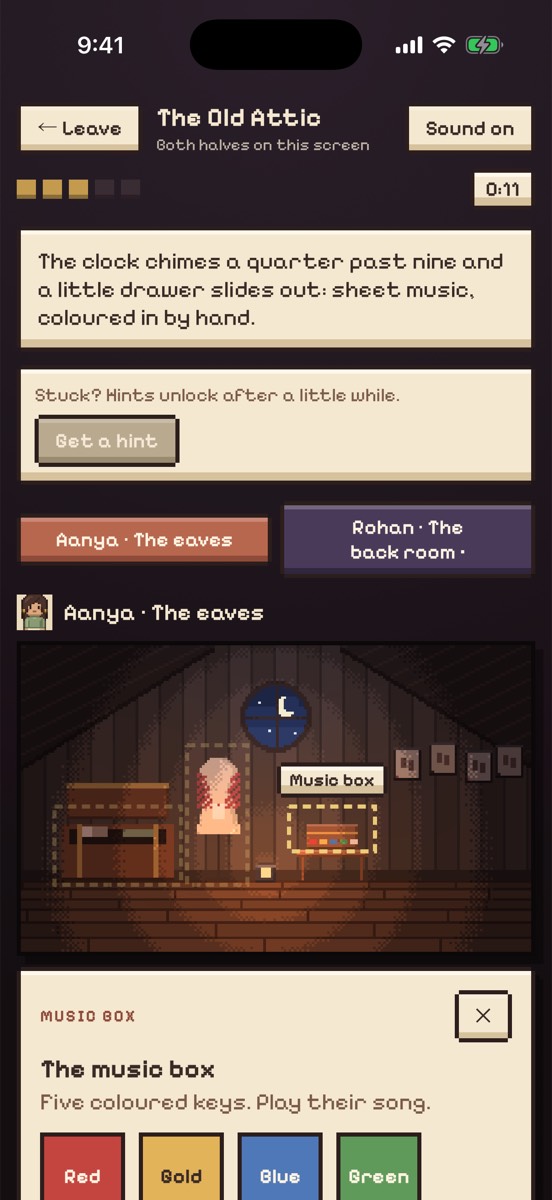 9:41
← Leave
The Old Attic
Both halves on this screen
Sound on
0:11
The clock chimes a quarter past nine and
a little drawer slides out: sheet music,
coloured in by hand.
Stuck? Hints unlock after a little while.
Get a hint
Aanya · The eaves
Rohan · The
back room ·
Aanya · The eaves
Music box
MUSIC BOX
The music box
Five coloured keys. Play their song.
Red
Gold
Blue
Green